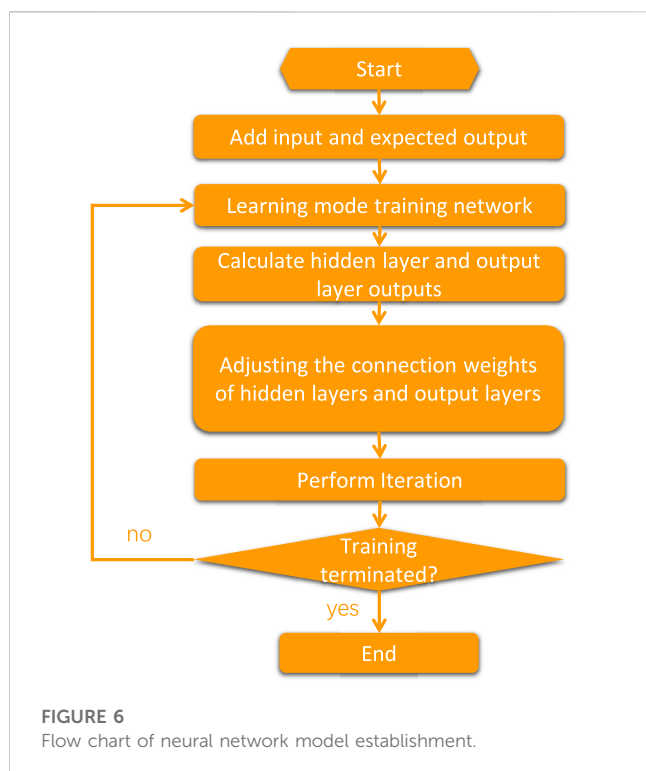 Start
Add input and expected output
Learning mode training network
Calculate hidden layer and output
layer outputs
Adjusting the connection weights
of hidden layers and output layers
Perform Iteration
no
Training
terminated?
yes
End
FIGURE 6
Flow chart of neural network model establishment.